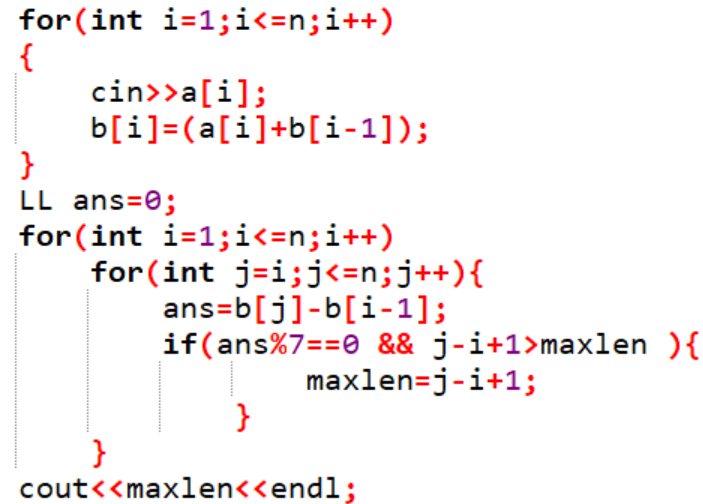 for(int i=1;i<=n;i++)
{
    cin>>a[i];
    b[i]=(a[i]+b[i-1]);
}
LL ans=0;
for(int i=1;i<=n;i++)
    for(int j=i;j<=n;j++){
        ans=b[j]-b[i-1];
        if(ans%7==0 && j-i+1>maxlen ){
                maxlen=j-i+1;
            }
    }
cout<<maxlen<<endl;